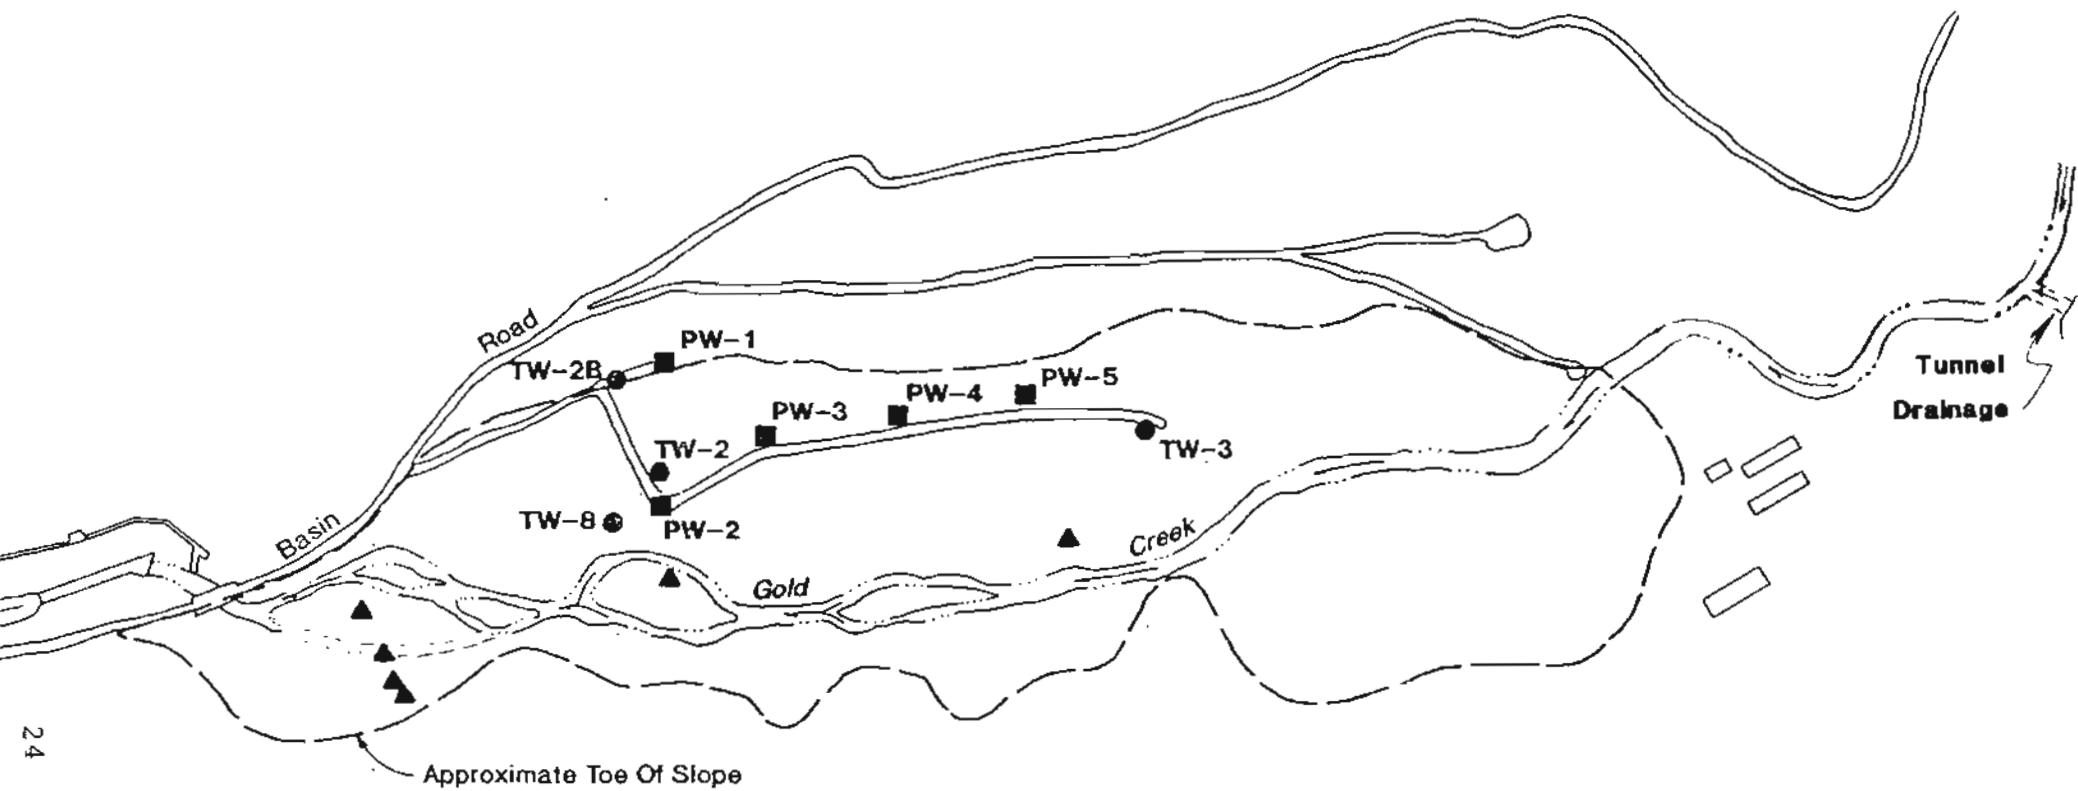 Road
PW-1
TW-2B
PW-5
PW-4
PW-3
Tunnel
Drainage
TW-2
TW-3
TW-8
PW-2
Basin
Creek
Gold
24
Approximate Toe Of Slope